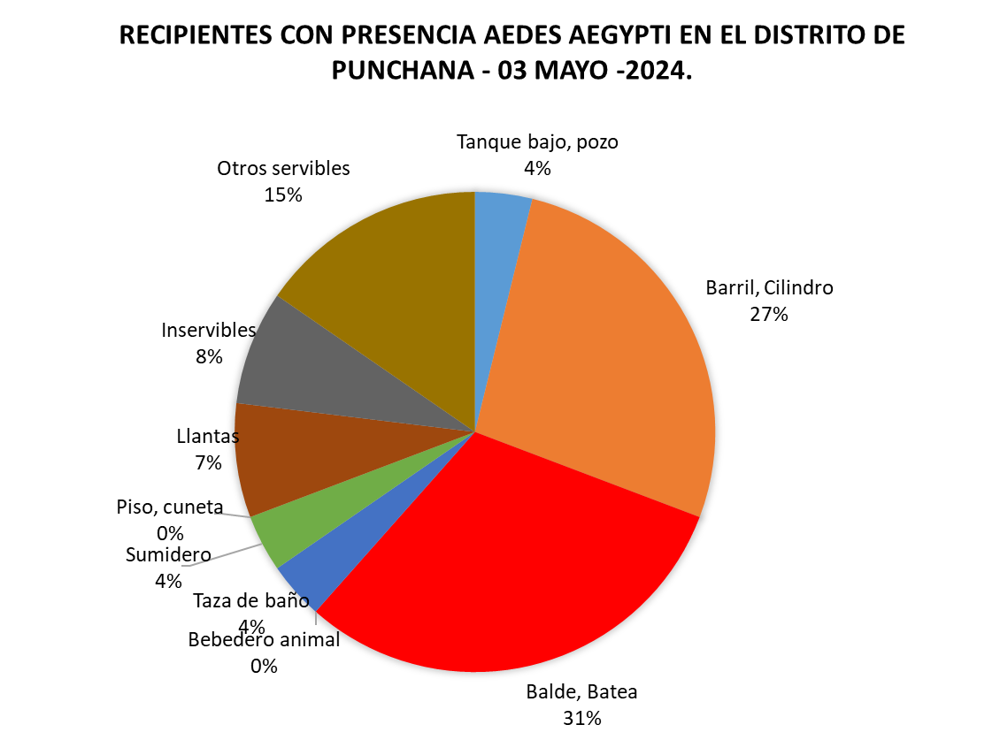 RECIPIENTES CON PRESENCIA AEDES AEGYPTI EN EL DISTRITO DE
PUNCHANA - 03 MAYO -2024.
Tanque bajo, pozo
4%
Otros servibles
15%
Barril, Cilindro
27%
Inservibles
8%
Llantas
7%
Piso, cuneta
0%
Sumidero
4%
Taza de baño
4%
Bebedero animal
0%
Balde, Batea
31%